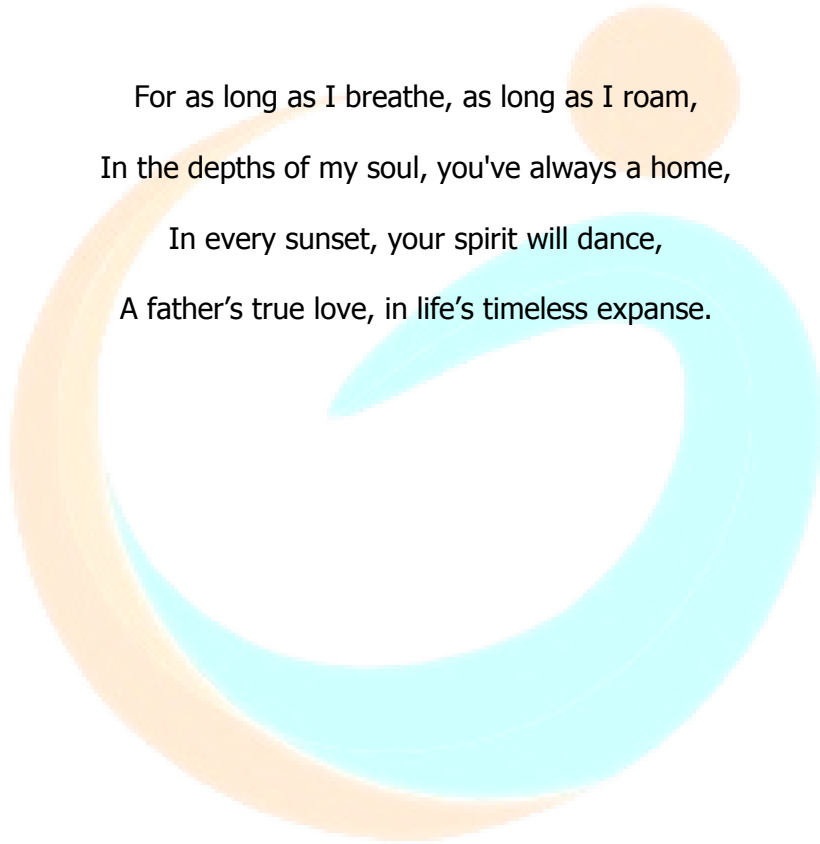 For as long as I breathe, as long as I roam,
In the depths of my soul, you've always a home,
In every sunset, your spirit will dance,
A father’s true love, in life’s timeless expanse.